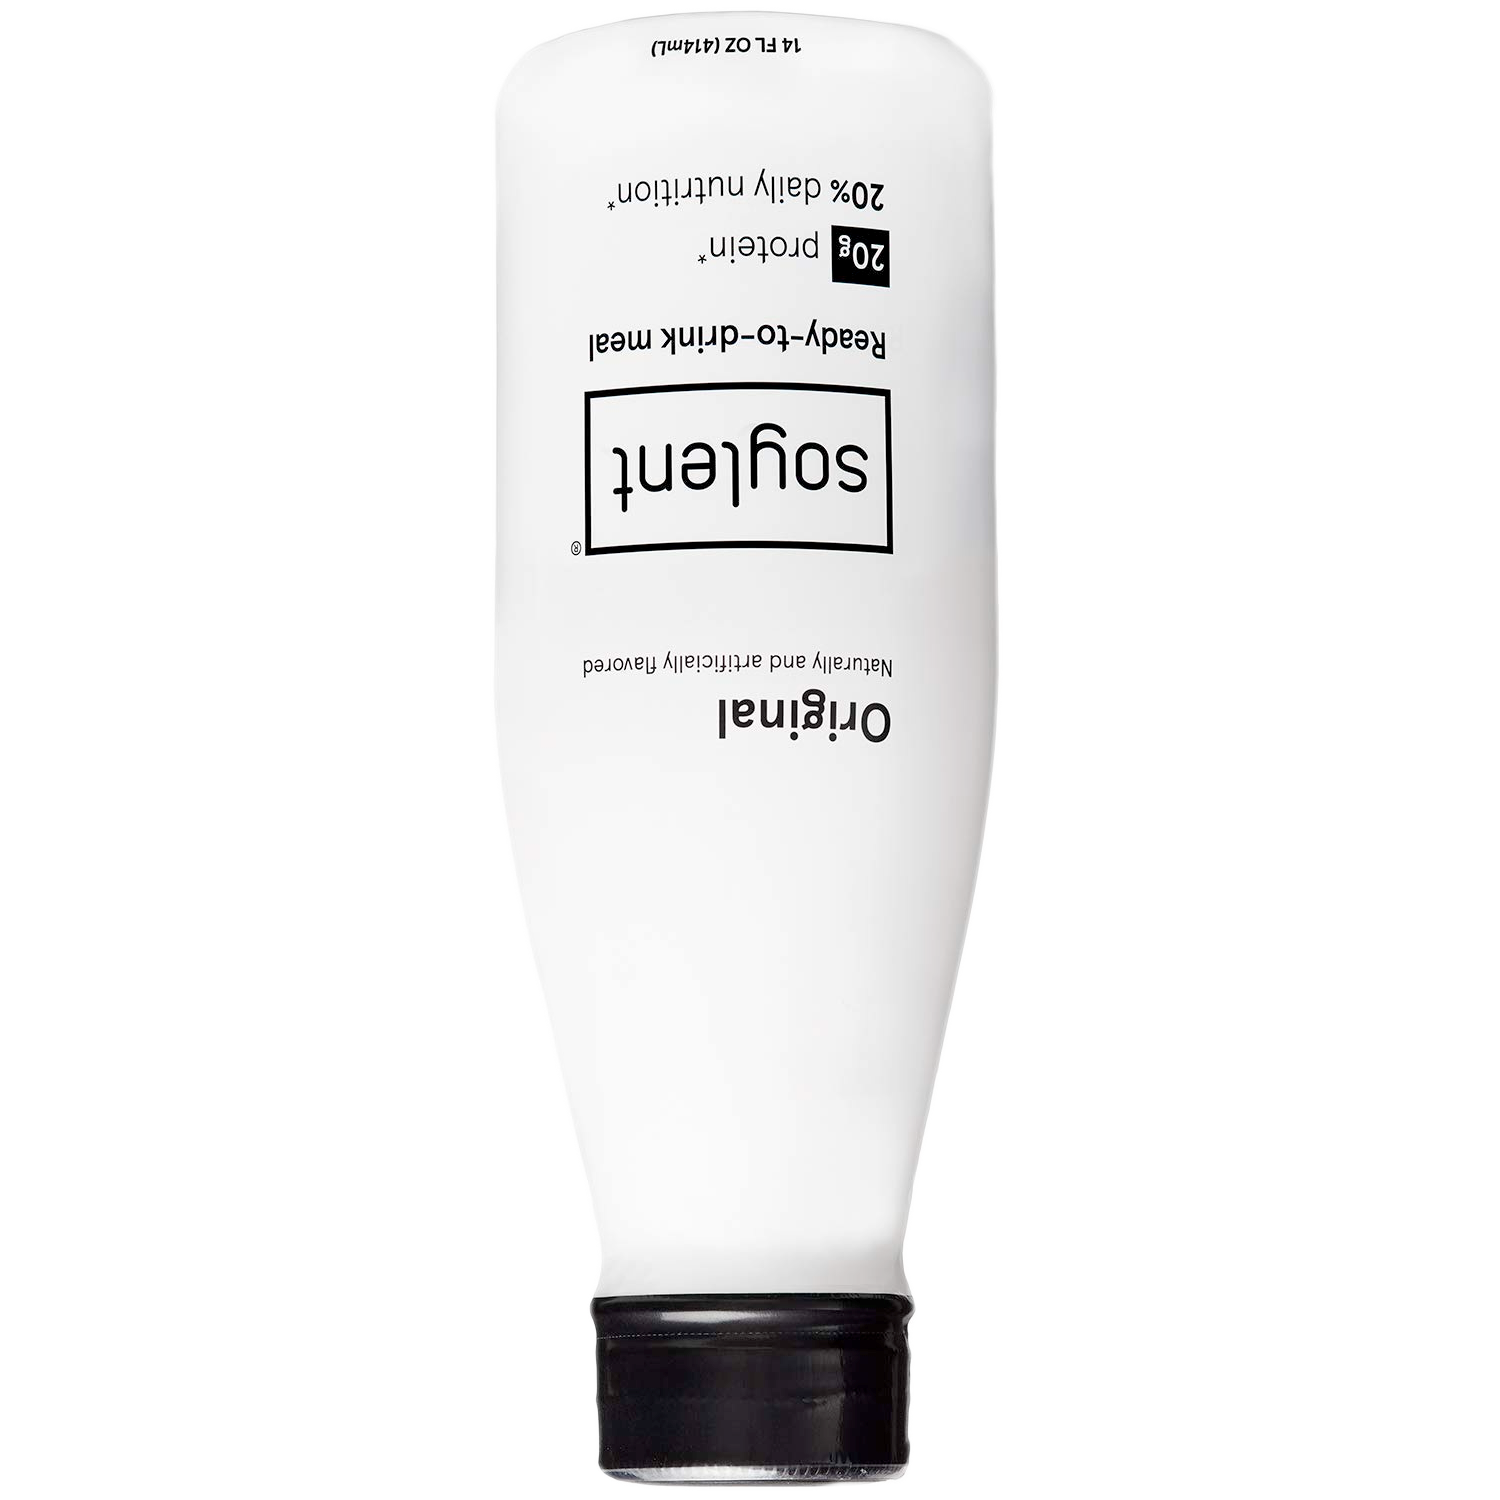 Original
Naturally and artificially flavored
soylent®
Ready-to-drink meal
20g protein*
20% daily nutrition*
14 FL OZ (414mL)